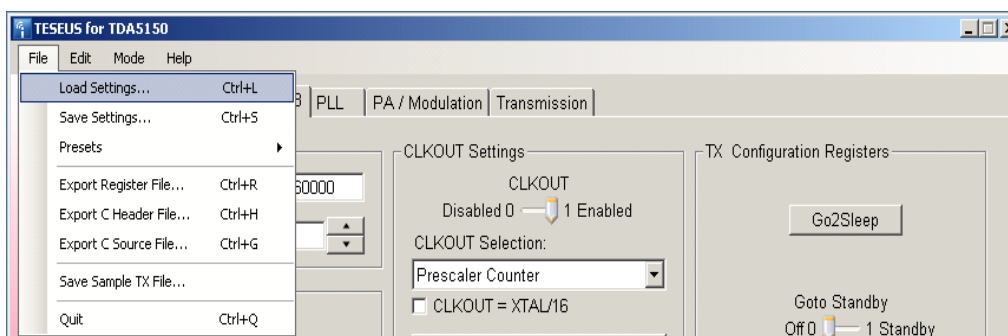 TESEUS for TDA5150
File Edit Mode Help
Load Settings... Ctrl+L
Save Settings... Ctrl+S
Presets
Export Register File... Ctrl+R
Export C Header File... Ctrl+H
Export C Source File... Ctrl+G
Save Sample TX File...
Quit Ctrl+Q
PLL PA / Modulation Transmission
CLKOUT Settings
CLKOUT
Disabled 0 1 Enabled
CLKOUT Selection:
Prescaler Counter
CLKOUT = XTAL/16
TX Configuration Registers
Go2Sleep
Goto Standby
Off 0 1 Standby